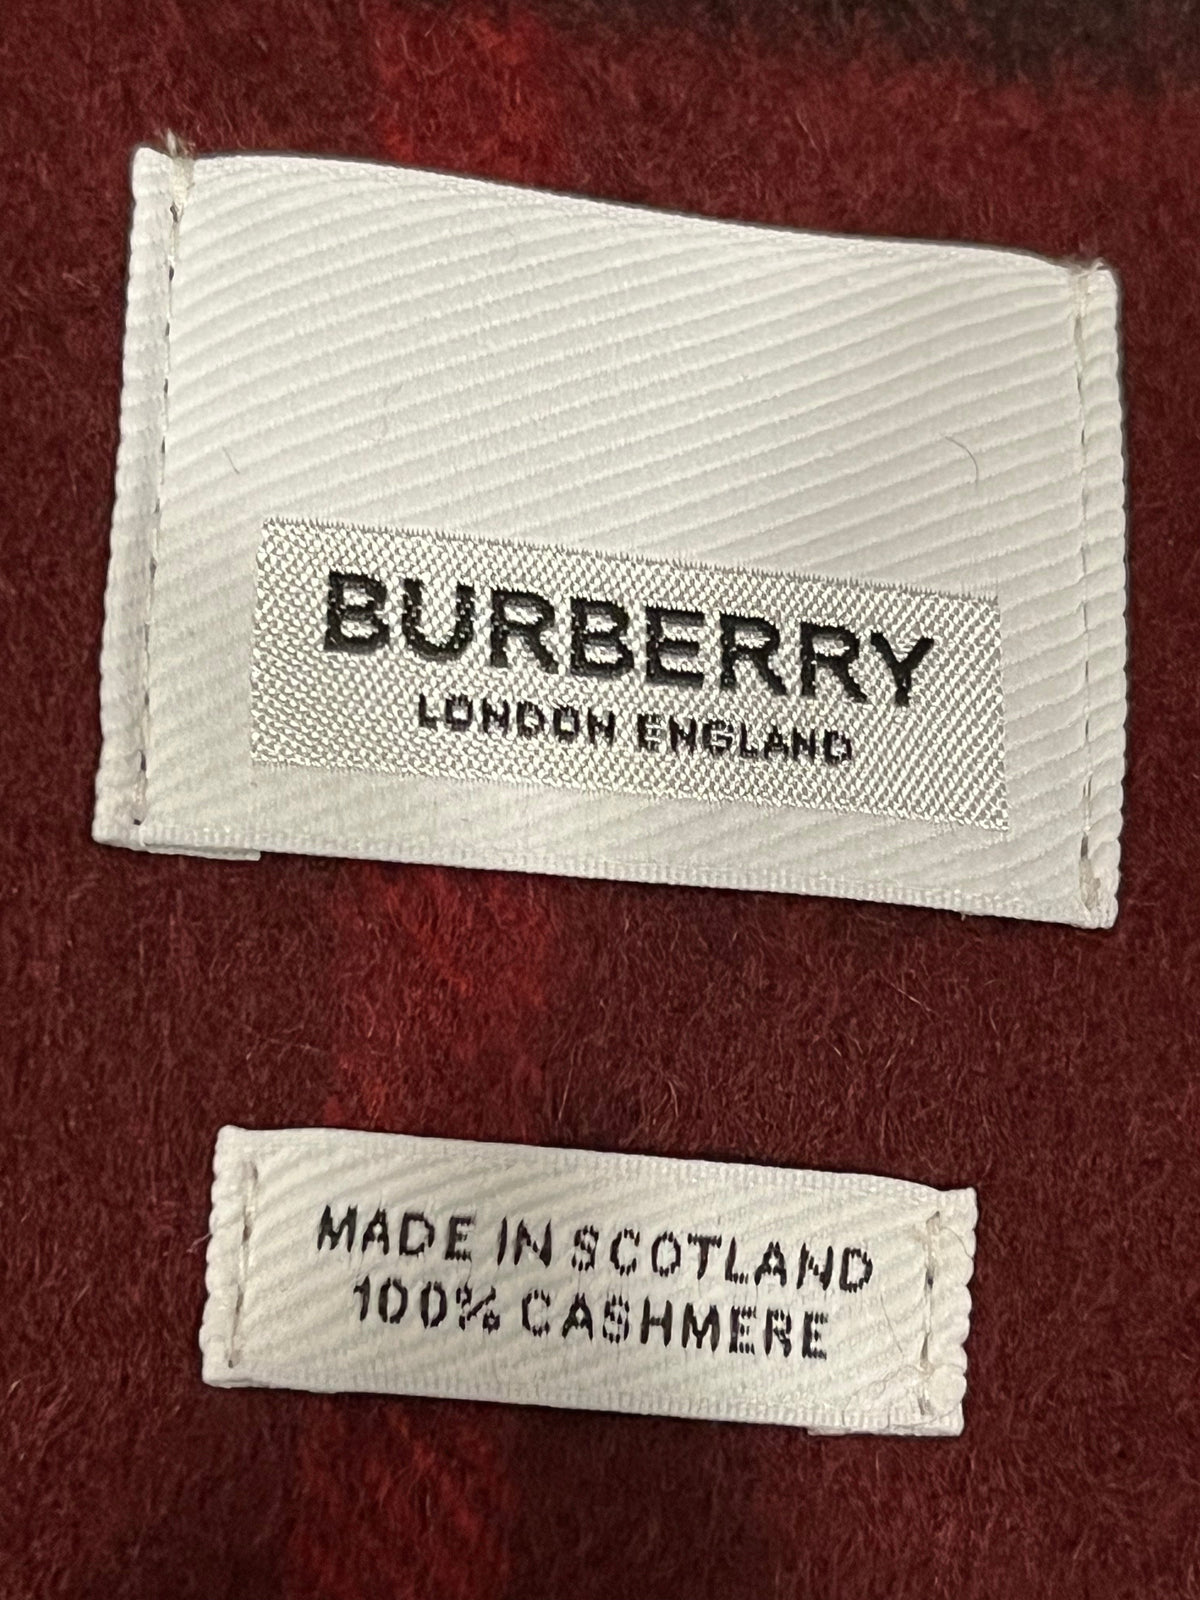 BURBERRY
LONDON ENGLAND
MADE IN SCOTLAND
100% CASHMERE